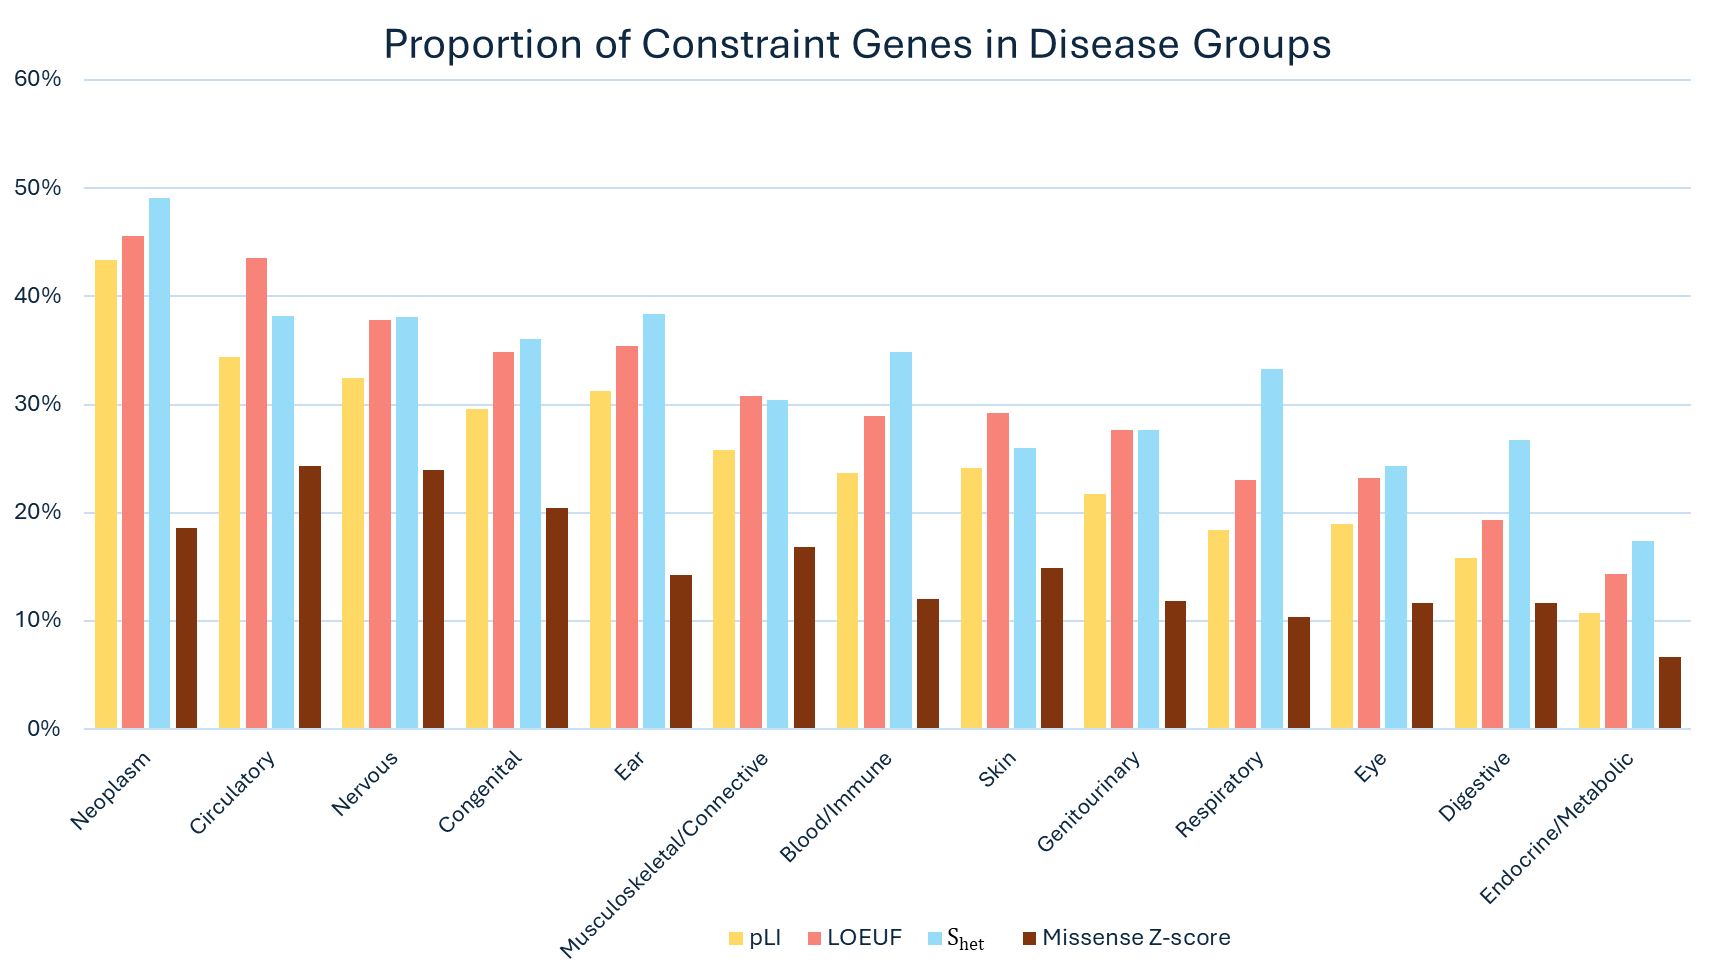 Proportion of Constraint Genes in Disease Groups
60%
50%
40%
30%
20%
10%
0%
Neoplasm
Circulatory
Nervous
Congenital
Ear
Musculoskeletal/Connective
Blood/Immune
Skin
Genitourinary
Respiratory
Eye
Digestive
Endocrine/Metabolic
pLI LOEUF Shet Missense Z-score